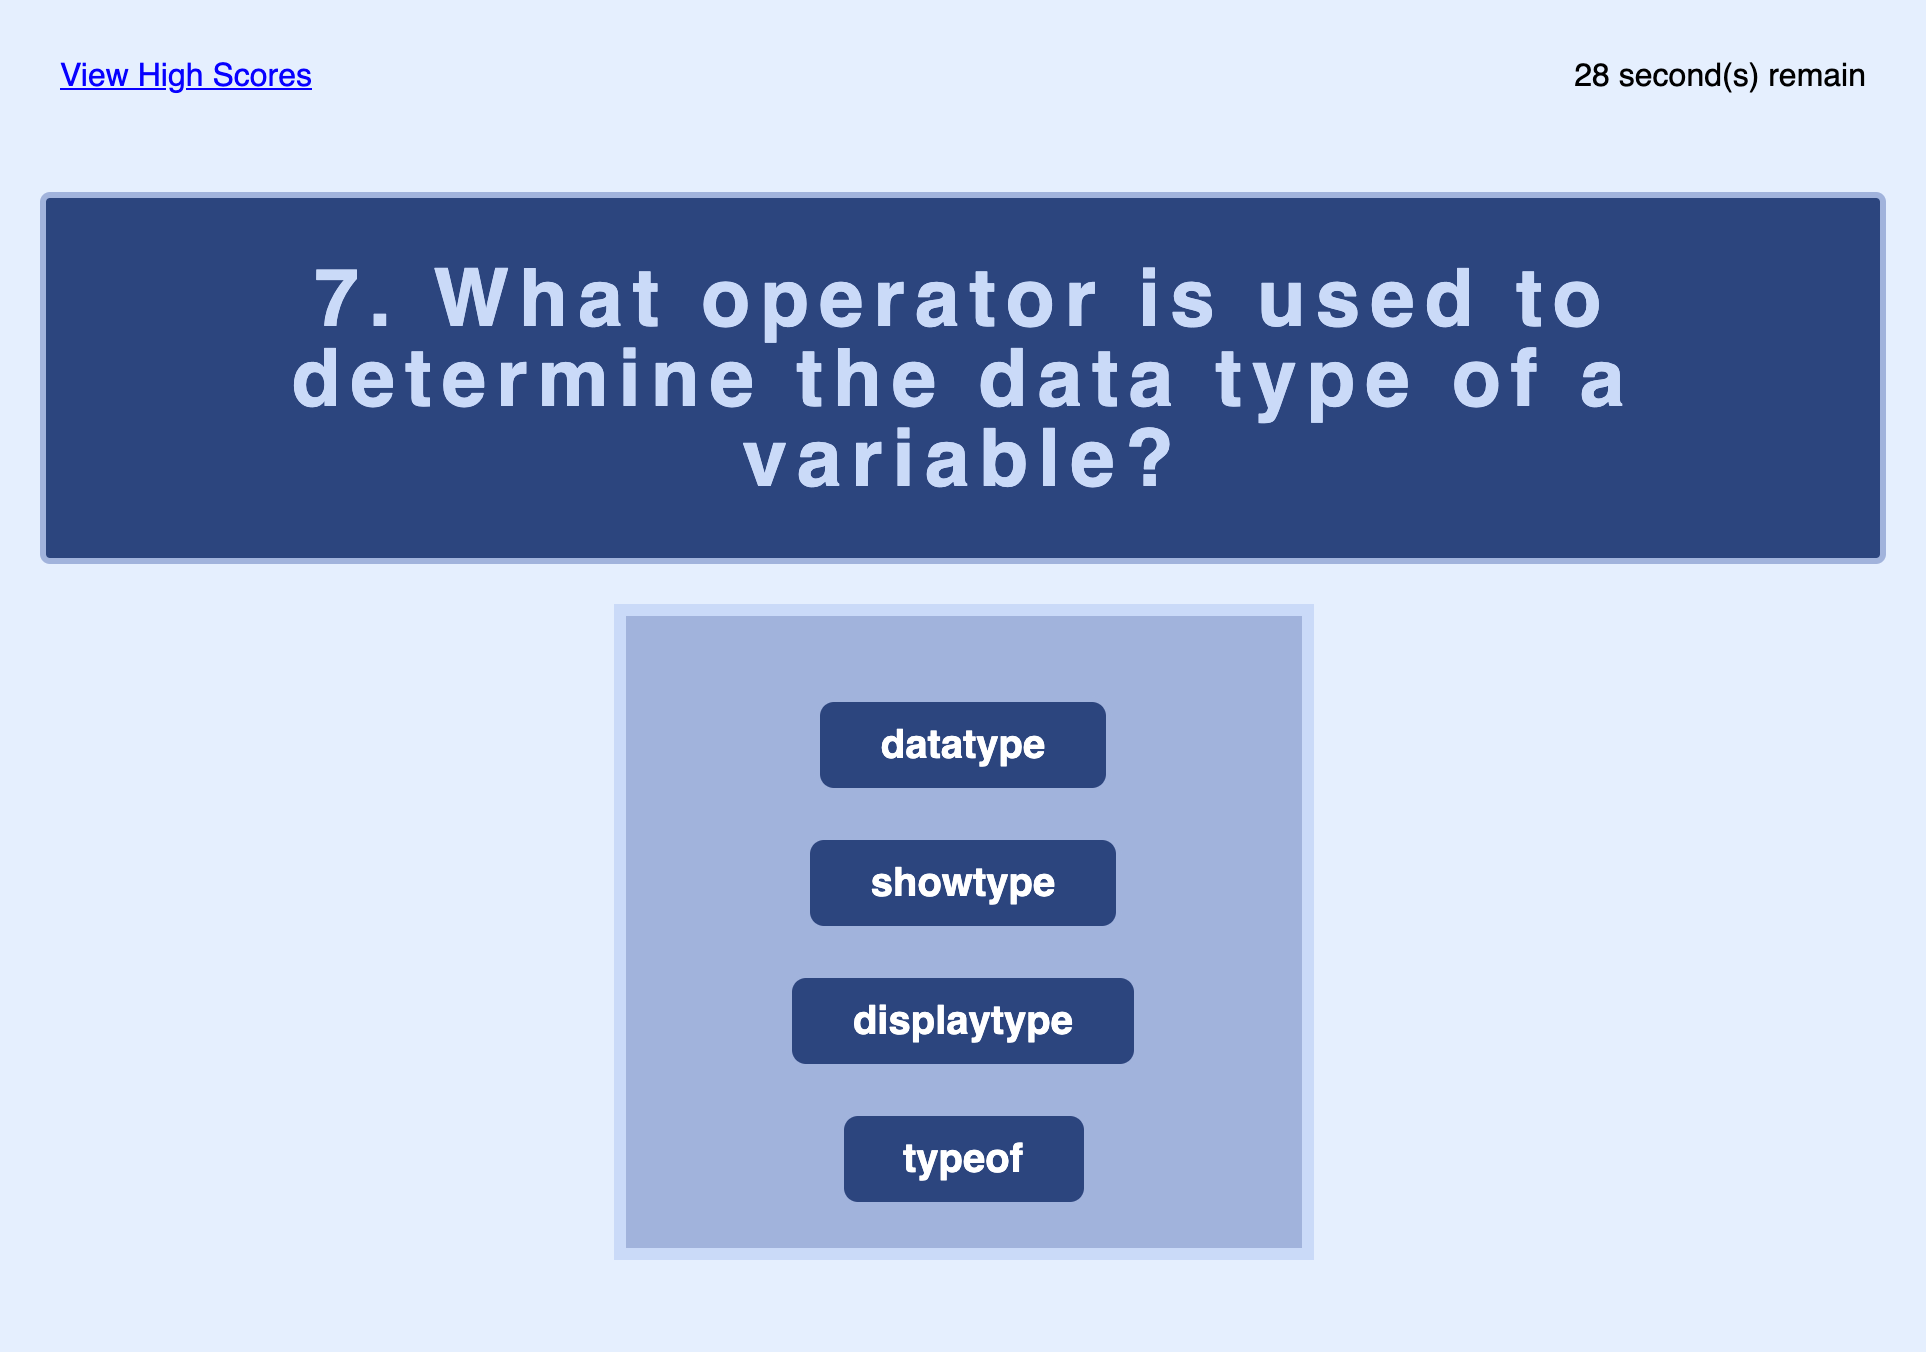 View High Scores
28 second(s) remain
7. What operator is used to
determine the data type of a
variable?
datatype
showtype
displaytype
typeof